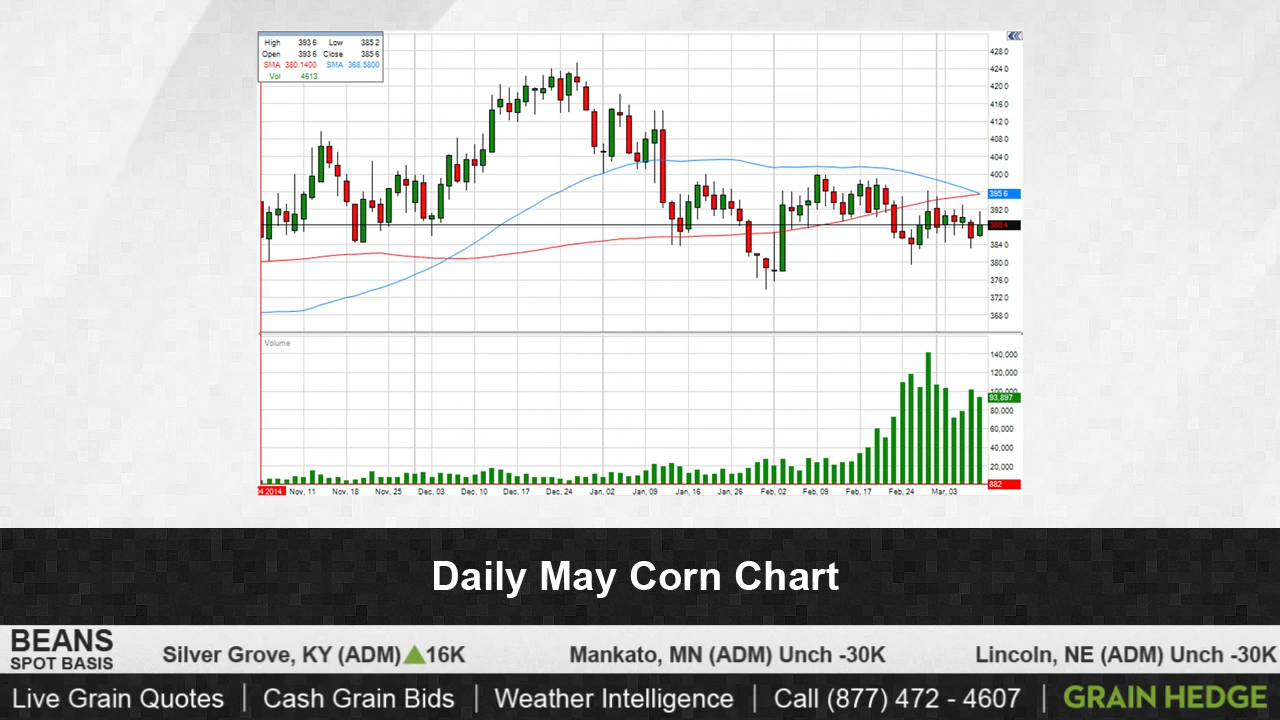 High 393 6 Low 385 2
Open 393 6 Close 385 6
SMA 380.1400 SMA 368.5800
Vol 4613
428 0
424 0
420 0
416 0
412 0
408 0
404 0
400 0
395 6
392 0
384 0
380 0
376 0
372 0
368 0
Volume
140,000
120,000
100,000
93,897
80,000
60,000
40,000
20,000
882
04 2014 Nov, 11 Nov, 18 Nov, 25 Dec, 03 Dec, 10 Dec, 17 Dec, 24 Jan, 02 Jan, 09 Jan, 16 Jan, 26 Feb, 02 Feb, 08 Feb, 17 Feb, 24 Mar, 03
Daily May Corn Chart
BEANS
SPOT BASIS
Silver Grove, KY (ADM) 16K Mankato, MN (ADM) Unch -30K Lincoln, NE (ADM) Unch -30K
Live Grain Quotes | Cash Grain Bids | Weather Intelligence | Call (877) 472 - 4607 | GRAIN HEDGE